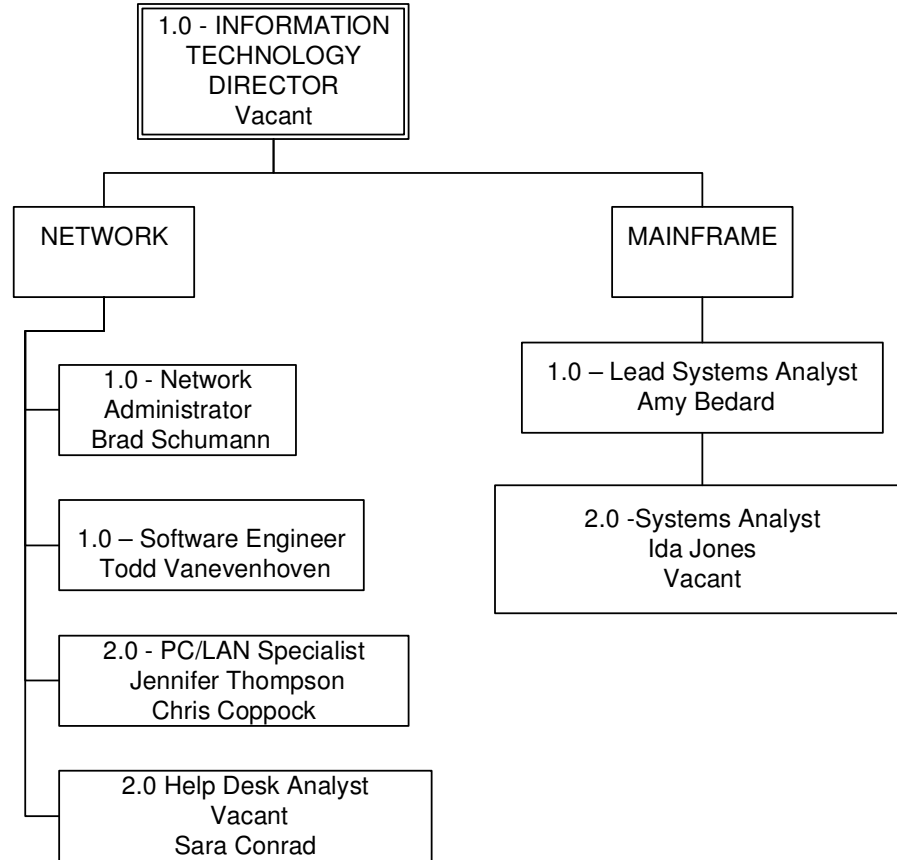 1.0 - INFORMATION
TECHNOLOGY
DIRECTOR
Vacant
NETWORK
MAINFRAME
1.0 - Network
Administrator
Brad Schumann
1.0 – Software Engineer
Todd Vanevenhoven
2.0 - PC/LAN Specialist
Jennifer Thompson
Chris Coppock
2.0 Help Desk Analyst
Vacant
Sara Conrad
1.0 – Lead Systems Analyst
Amy Bedard
2.0 -Systems Analyst
Ida Jones
Vacant